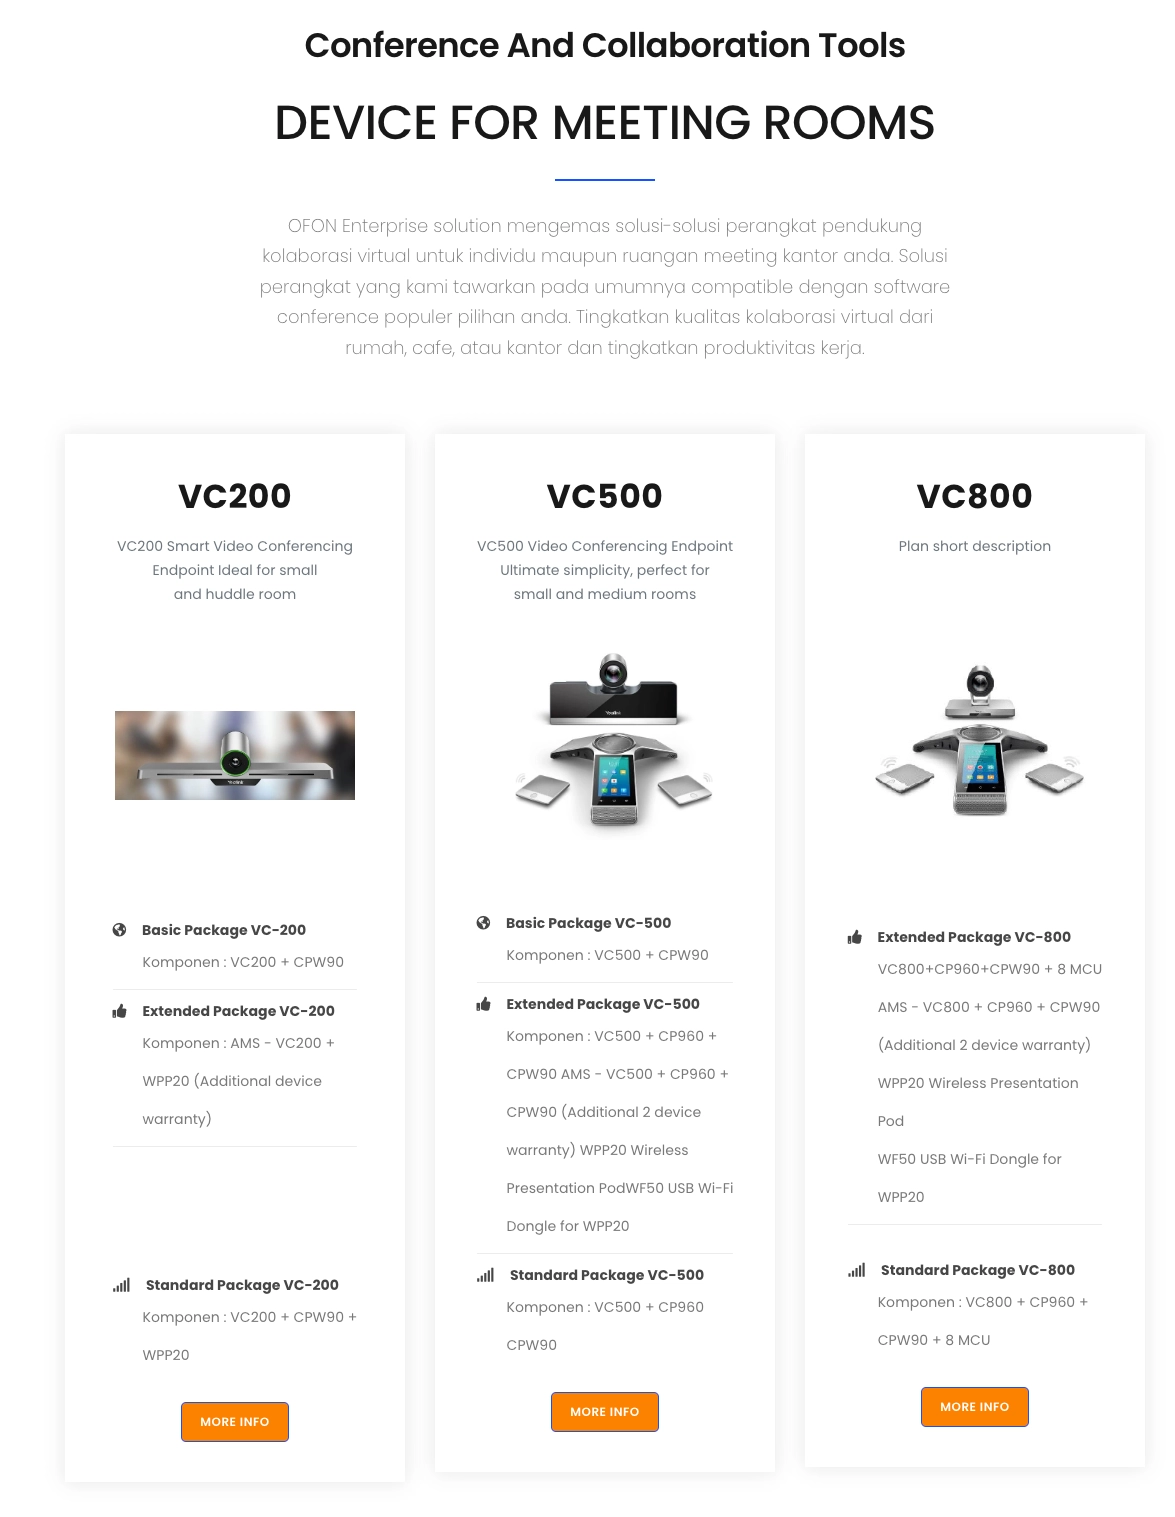 Conference And Collaboration Tools
DEVICE FOR MEETING ROOMS
OFON Enterprise solution mengemas solusi-solusi perangkat pendukung
kolaborasi virtual untuk individu maupun ruangan meeting kantor anda. Solusi
perangkat yang kami tawarkan pada umumnya compatible dengan software
conference populer pilihan anda. Tingkatkan kualitas kolaborasi virtual dari
rumah, cafe, atau kantor dan tingkatkan produktivitas kerja.
VC200
VC200 Smart Video Conferencing
Endpoint Ideal for small
and huddle room
Yealink
Basic Package VC-200
Komponen : VC200 + CPW90
Extended Package VC-200
Komponen : AMS - VC200 +
WPP20 (Additional device
warranty)
Standard Package VC-200
Komponen : VC200 + CPW90 +
WPP20
MORE INFO
VC500
VC500 Video Conferencing Endpoint
Ultimate simplicity, perfect for
small and medium rooms
Yealink
Basic Package VC-500
Komponen : VC500 + CPW90
Extended Package VC-500
Komponen : VC500 + CP960 +
CPW90 AMS - VC500 + CP960 +
CPW90 (Additional 2 device
warranty) WPP20 Wireless
Presentation PodWF50 USB Wi-Fi
Dongle for WPP20
Standard Package VC-500
Komponen : VC500 + CP960
CPW90
MORE INFO
VC800
Plan short description
Extended Package VC-800
VC800+CP960+CPW90 + 8 MCU
AMS - VC800 + CP960 + CPW90
(Additional 2 device warranty)
WPP20 Wireless Presentation
Pod
WF50 USB Wi-Fi Dongle for
WPP20
Standard Package VC-800
Komponen : VC800 + CP960 +
CPW90 + 8 MCU
MORE INFO